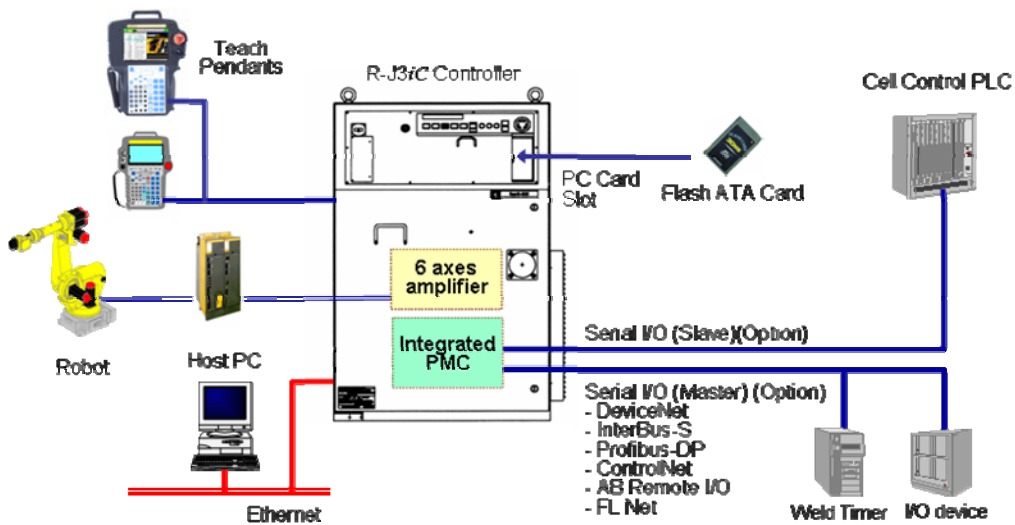 Teach
Pendants
R-J3iC Controller
Cell Control PLC
PC Card
Slot
Flash ATA Card
6 axes
amplifier
Integrated
PMC
Robot
Host PC
Serial I/O (Slave)(Option)
Serial I/O (Master) (Option)
- DeviceNet
- InterBus-S
- Profibus-DP
- ControlNet
- AB Remote I/O
- FL Net
Ethernet
Weld Timer
I/O device